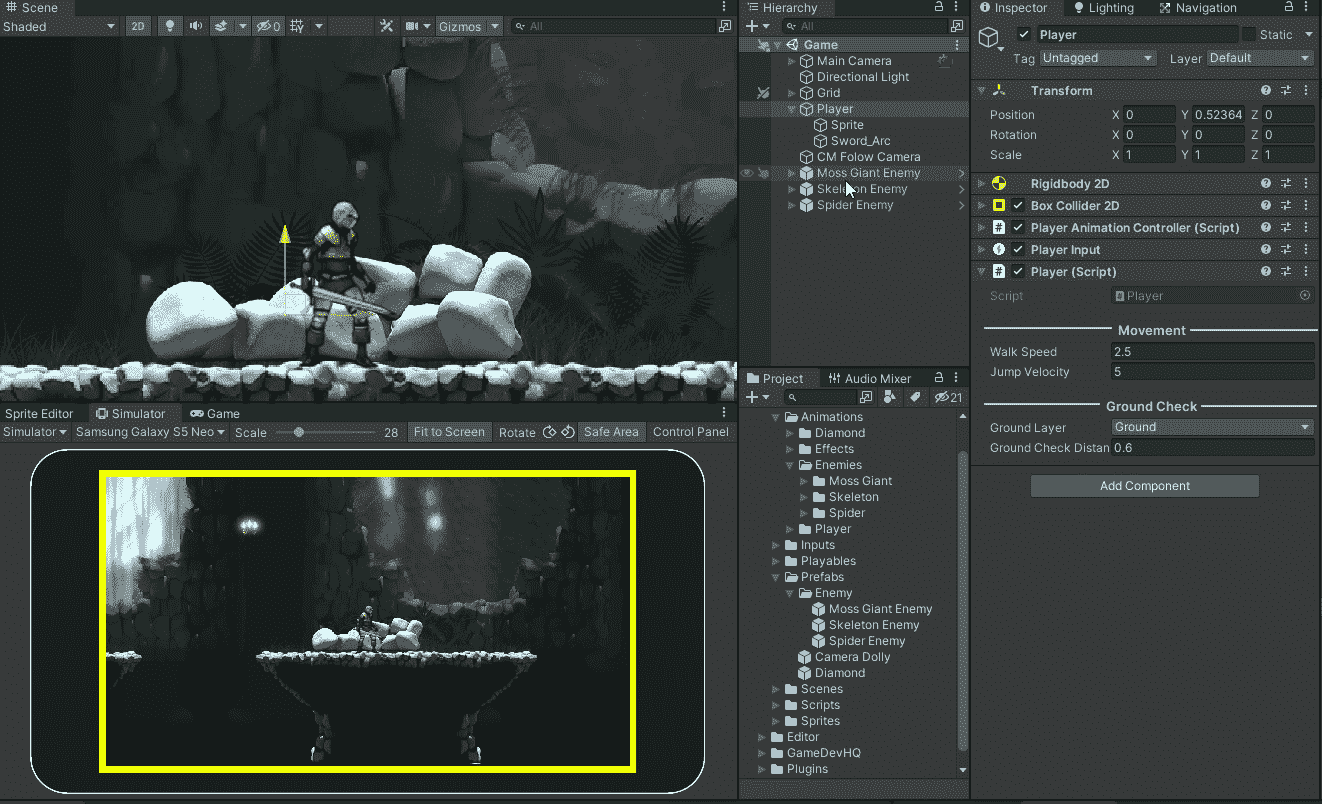 Scene
Shaded
2D
0
Gizmos
All
Sprite Editor
Simulator
Game
Simulator
Samsung Galaxy S5 Neo
Scale
28
Fit to Screen
Rotate
Safe Area
Control Panel
Hierarchy
All
Game
Main Camera
Directional Light
Grid
Player
Sprite
Sword_Arc
CM Folow Camera
Moss Giant Enemy
Skeleton Enemy
Spider Enemy
Project
Audio Mixer
21
Animations
Diamond
Effects
Enemies
Moss Giant
Skeleton
Spider
Player
Inputs
Playables
Prefabs
Enemy
Moss Giant Enemy
Skeleton Enemy
Spider Enemy
Camera Dolly
Diamond
Scenes
Scripts
Sprites
Editor
GameDevHQ
Plugins
Inspector
Lighting
Navigation
Player
Static
Tag Untagged
Layer Default
Transform
Position X 0 Y 0.52364 Z 0
Rotation X 0 Y 0 Z 0
Scale X 1 Y 1 Z 1
Rigidbody 2D
Box Collider 2D
# Player Animation Controller (Script)
Player Input
# Player (Script)
Script Player
Movement
Walk Speed 2.5
Jump Velocity 5
Ground Check
Ground Layer Ground
Ground Check Distan 0.6
Add Component